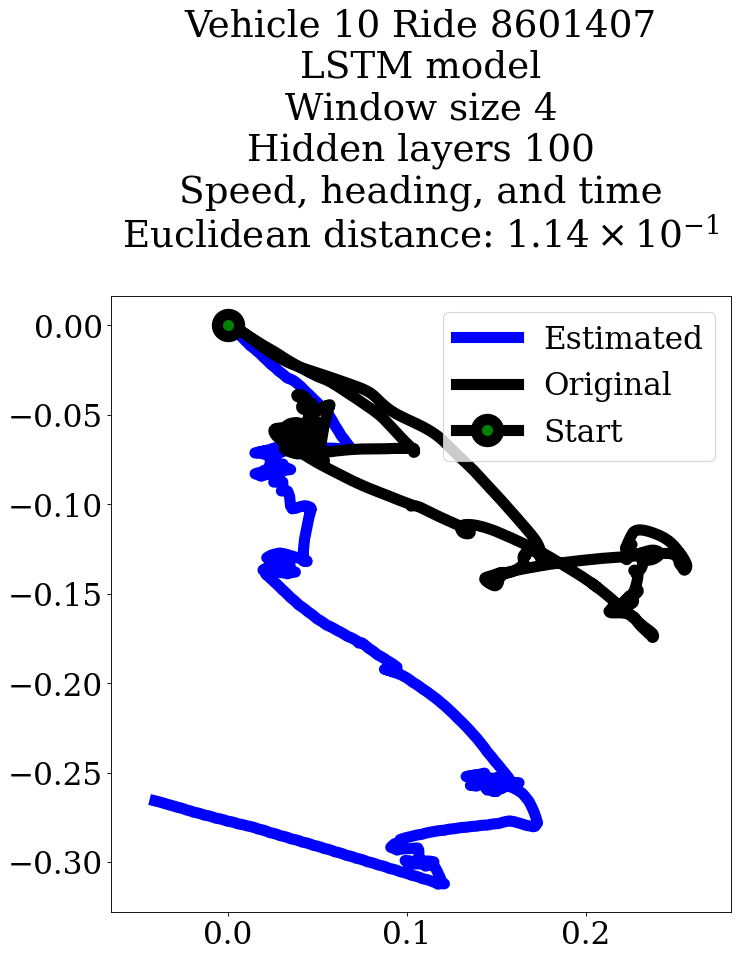 Vehicle 10 Ride 8601407
LSTM model
Window size 4
Hidden layers 100
Speed, heading, and time
Euclidean distance: 1.14 × 10⁻¹
Estimated
Original
Start
0.00
−0.05
−0.10
−0.15
−0.20
−0.25
−0.30
0.0 0.1 0.2